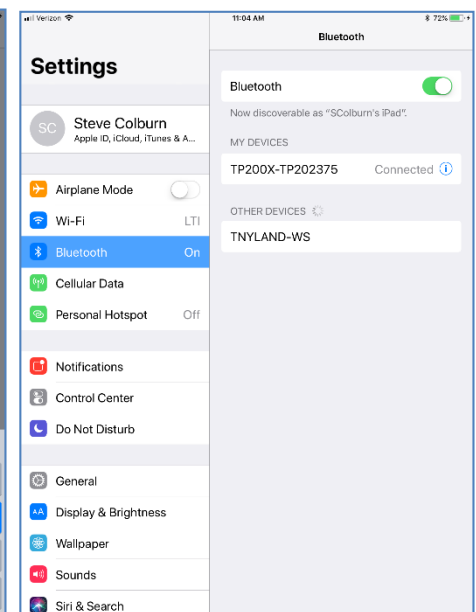 Verizon
11:04 AM
72%
Settings
Bluetooth
SC
Steve Colburn
Apple ID, iCloud, iTunes & A...
Airplane Mode
Wi-Fi LTI
Bluetooth On
Cellular Data
Personal Hotspot Off
Notifications
Control Center
Do Not Disturb
General
AA
Display & Brightness
Wallpaper
Sounds
Siri & Search
Bluetooth
Now discoverable as “SColburn's iPad”.
MY DEVICES
TP200X-TP202375 Connected
OTHER DEVICES
TNYLAND-WS